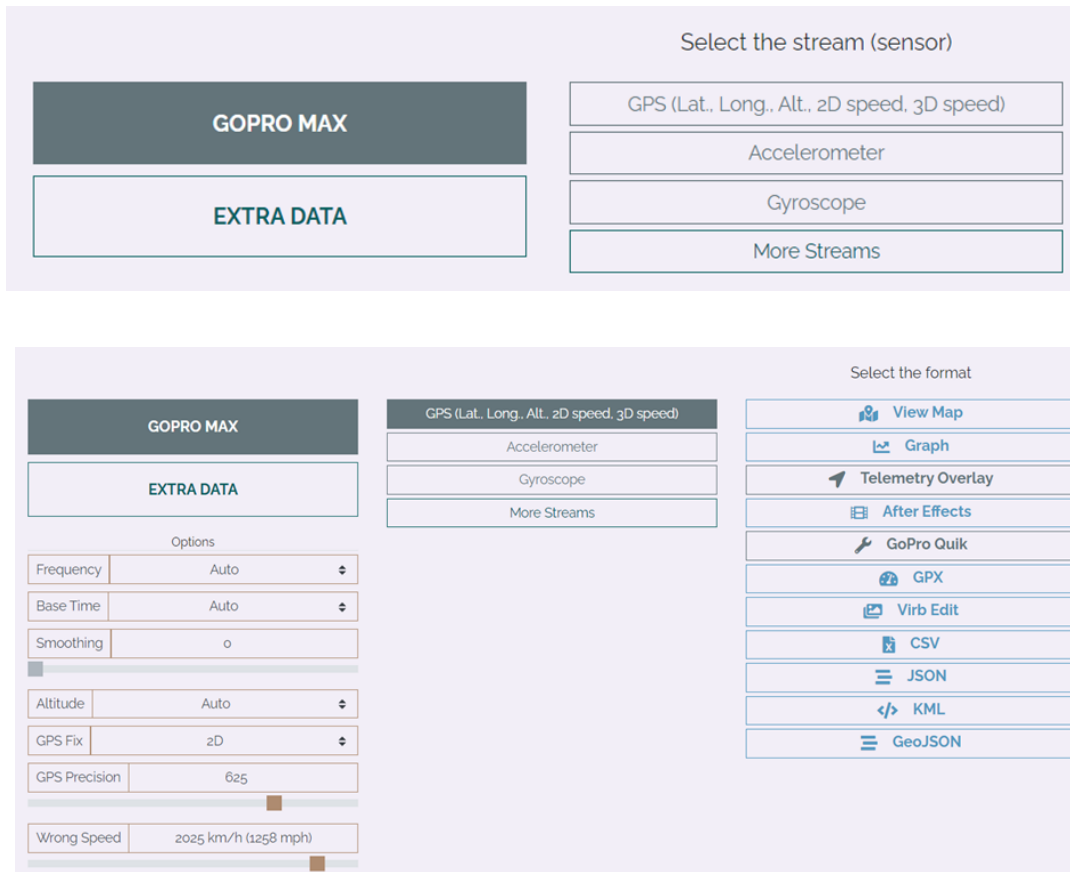 Select the stream (sensor)
GOPRO MAX
EXTRA DATA
GPS (Lat., Long., Alt., 2D speed, 3D speed)
Accelerometer
Gyroscope
More Streams
Select the format
GOPRO MAX
EXTRA DATA
Options
Frequency Auto
Base Time Auto
Smoothing 0
Altitude Auto
GPS Fix 2D
GPS Precision 625
Wrong Speed 2025 km/h (1258 mph)
GPS (Lat., Long., Alt., 2D speed, 3D speed)
Accelerometer
Gyroscope
More Streams
View Map
Graph
Telemetry Overlay
After Effects
GoPro Quik
GPX
Virb Edit
CSV
JSON
KML
GeoJSON